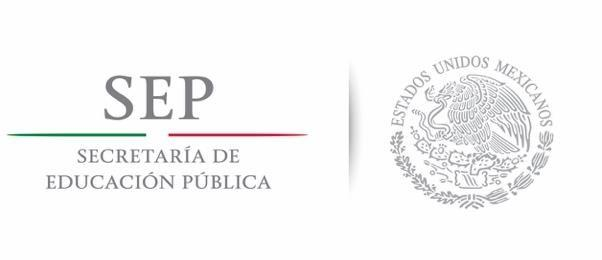 SEP
SECRETARÍA DE
EDUCACIÓN PÚBLICA
ESTADOS UNIDOS MEXICANOS